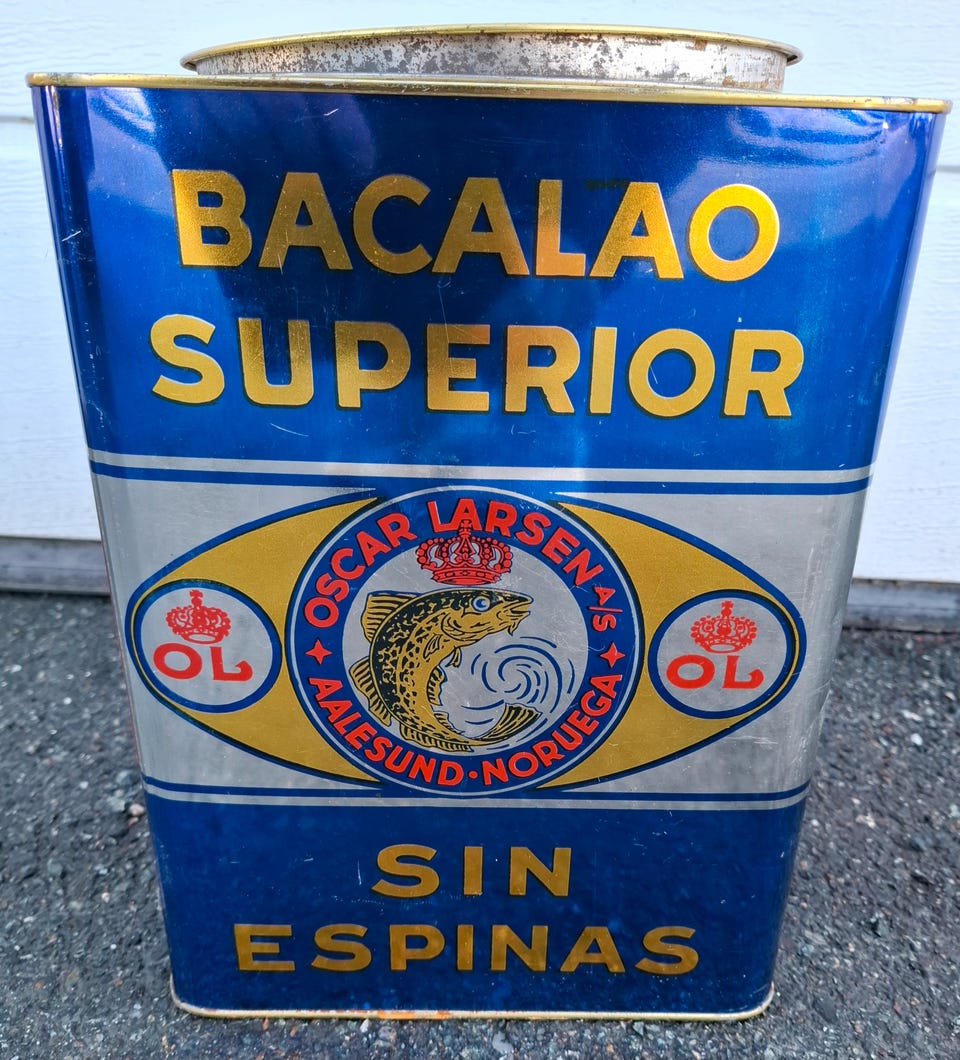 BACALAO
SUPERIOR
OSCAR LARSEN A/S
OL
OL
AALESUND · NORUEGA
SIN
ESPINAS